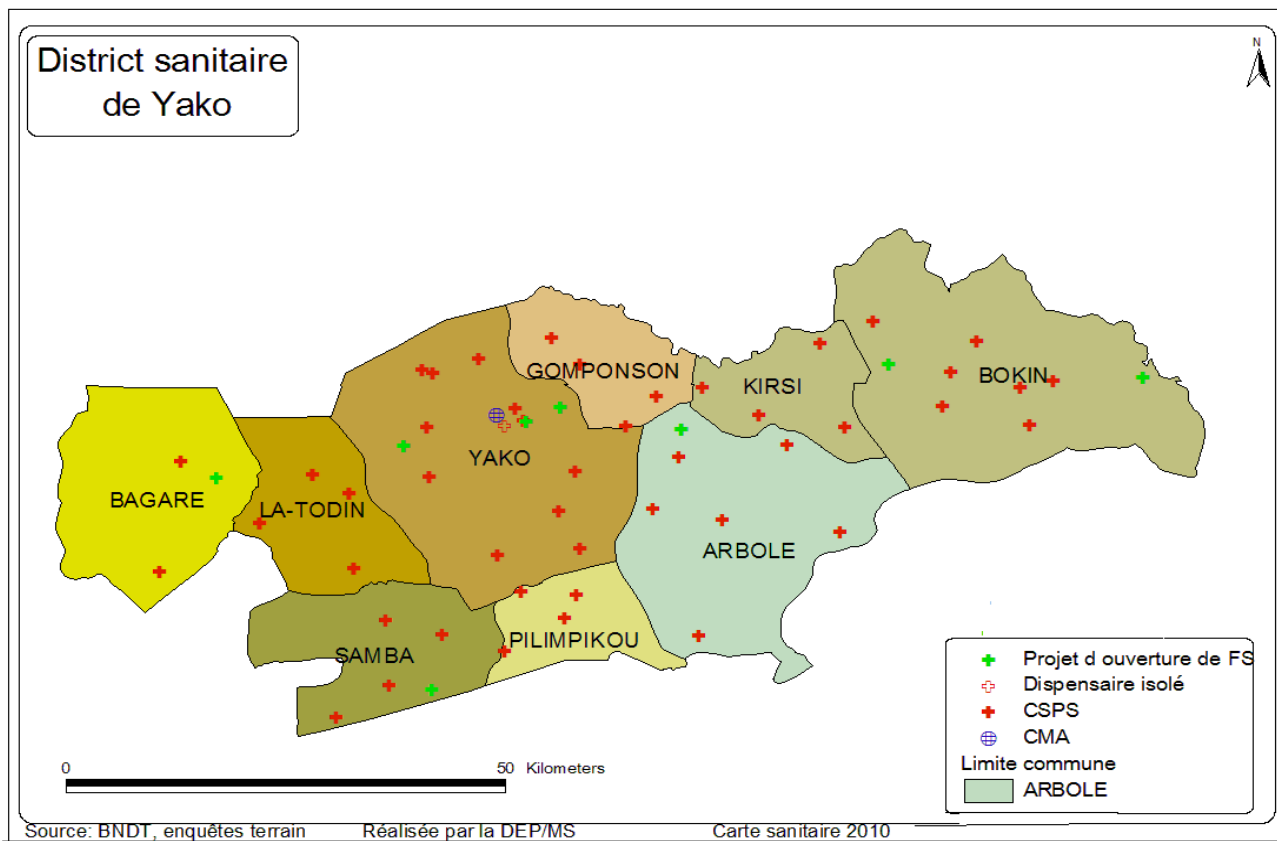 District sanitaire
de Yako
N
GOMPONSON
KIRSI
BOKIN
YAKO
BAGARE
LA-TODIN
ARBOLE
PILIMPIKOU
SAMBA
Projet d ouverture de FS
Dispensaire isolé
CSPS
CMA
Limite commune
ARBOLE
0 50 Kilometers
Source: BNDT, enquêtes terrain Réalisée par la DEP/MS Carte sanitaire 2010